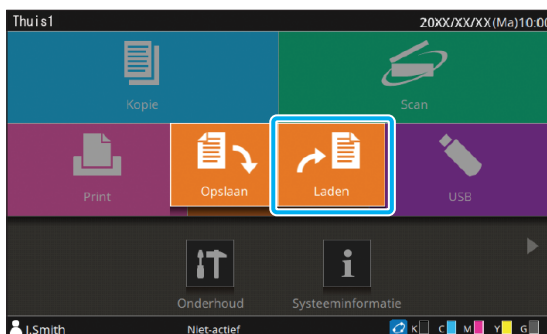 Thuis1 20XX/XX/XX(Ma)10:00
Kopie Scan
Print Opslaan Laden USB
Onderhoud Systeeminformatie
I.Smith Niet-actief K C M Y G